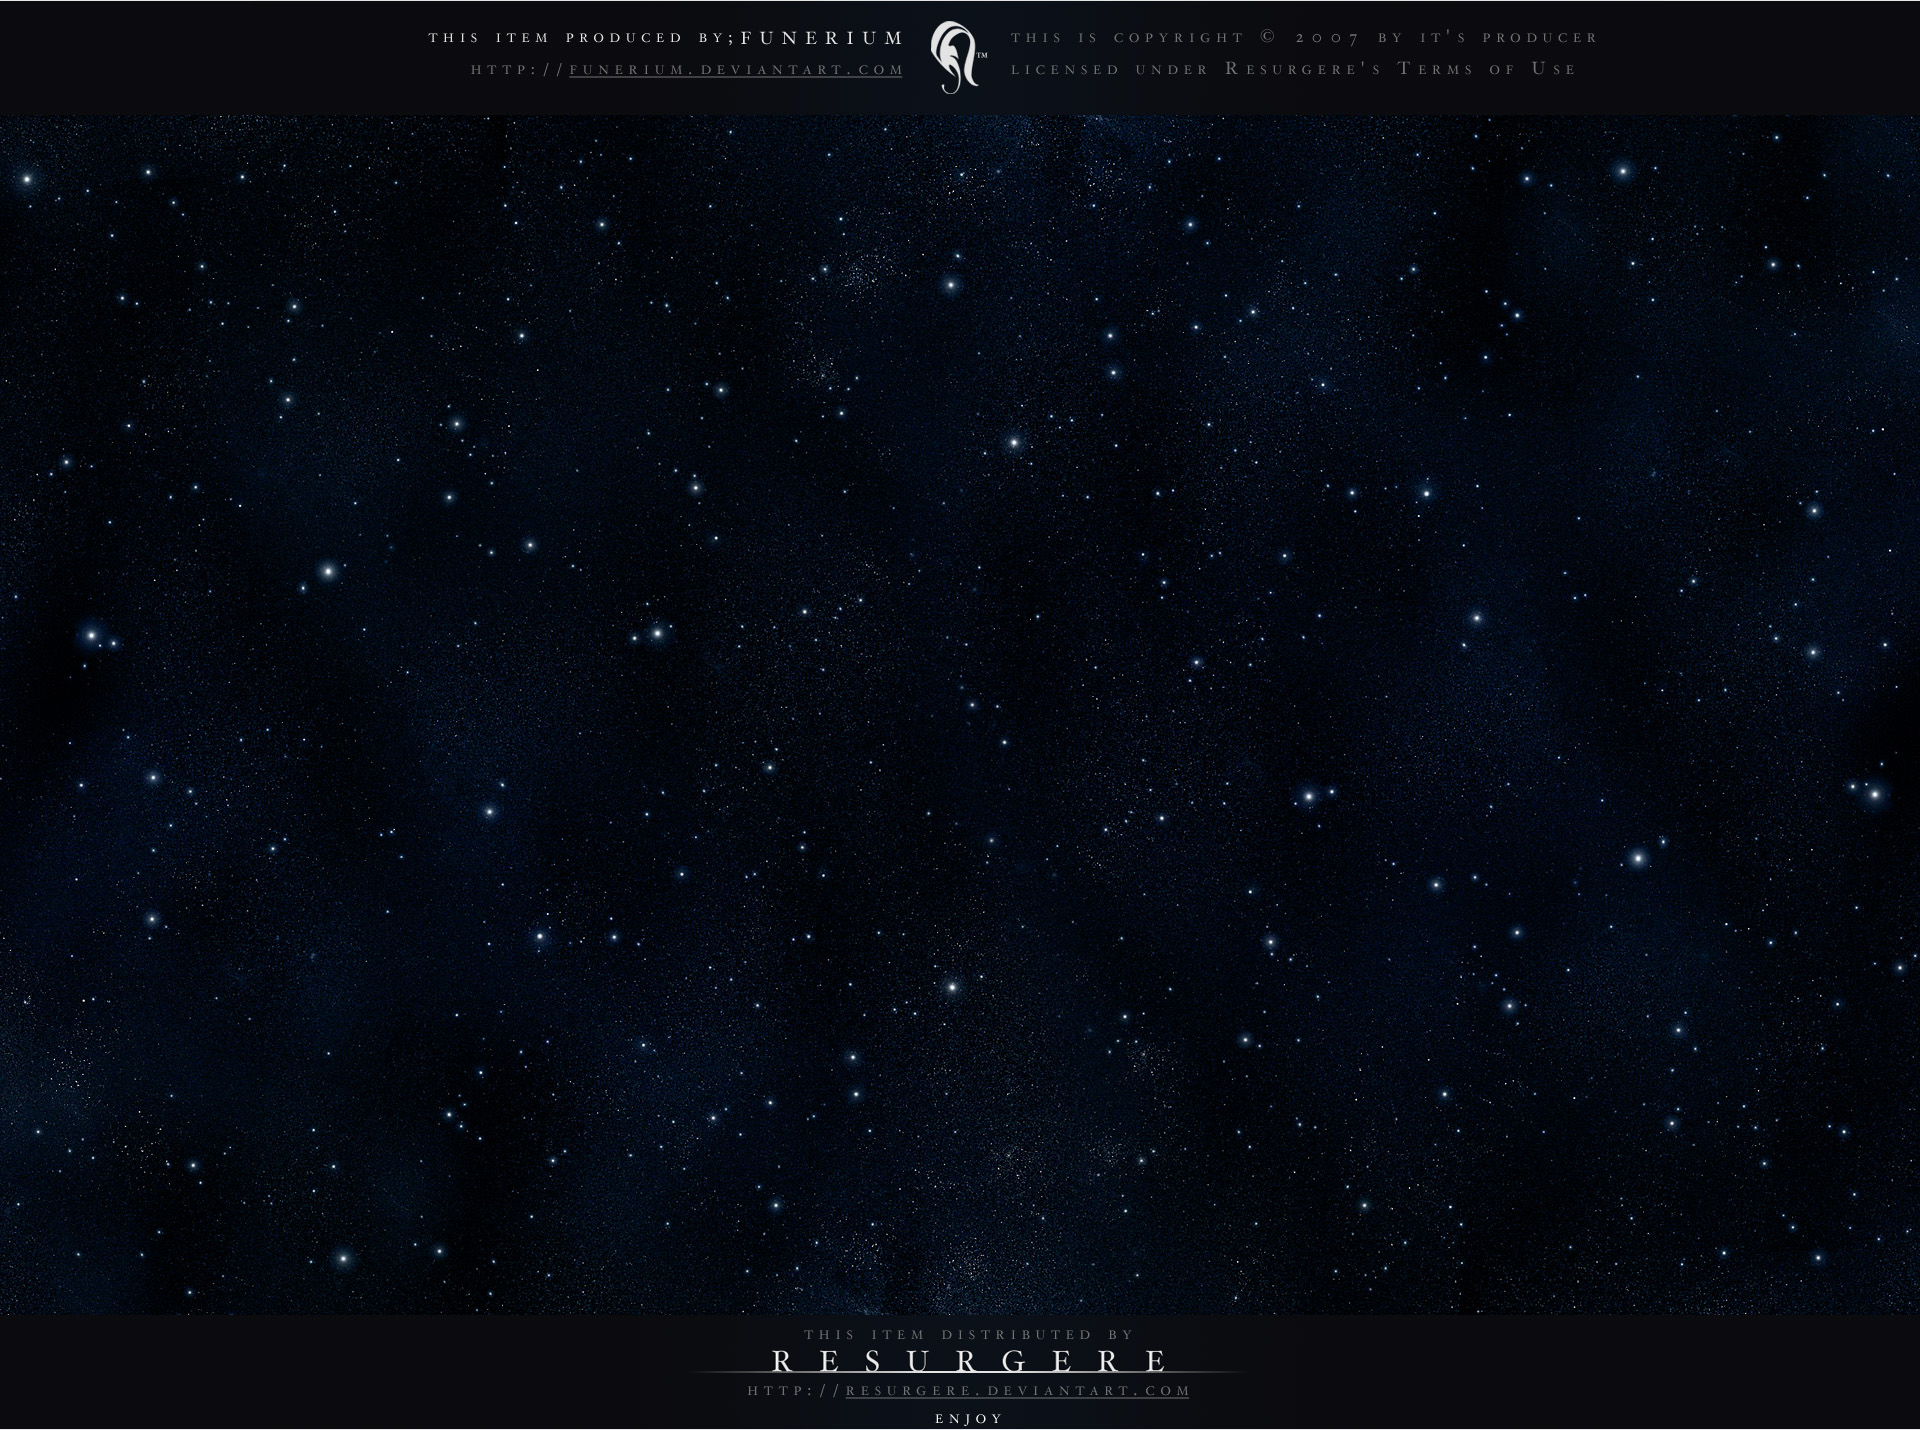 THIS ITEM PRODUCED BY;FUNERIUM
HTTP://FUNERIUM.DEVIANTART.COM
TM
THIS IS COPYRIGHT © 2007 BY IT'S PRODUCER
LICENSED UNDER RESURGERE'S TERMS OF USE
THIS ITEM DISTRIBUTED BY
RESURGERE
HTTP://RESURGERE.DEVIANTART.COM
ENJOY